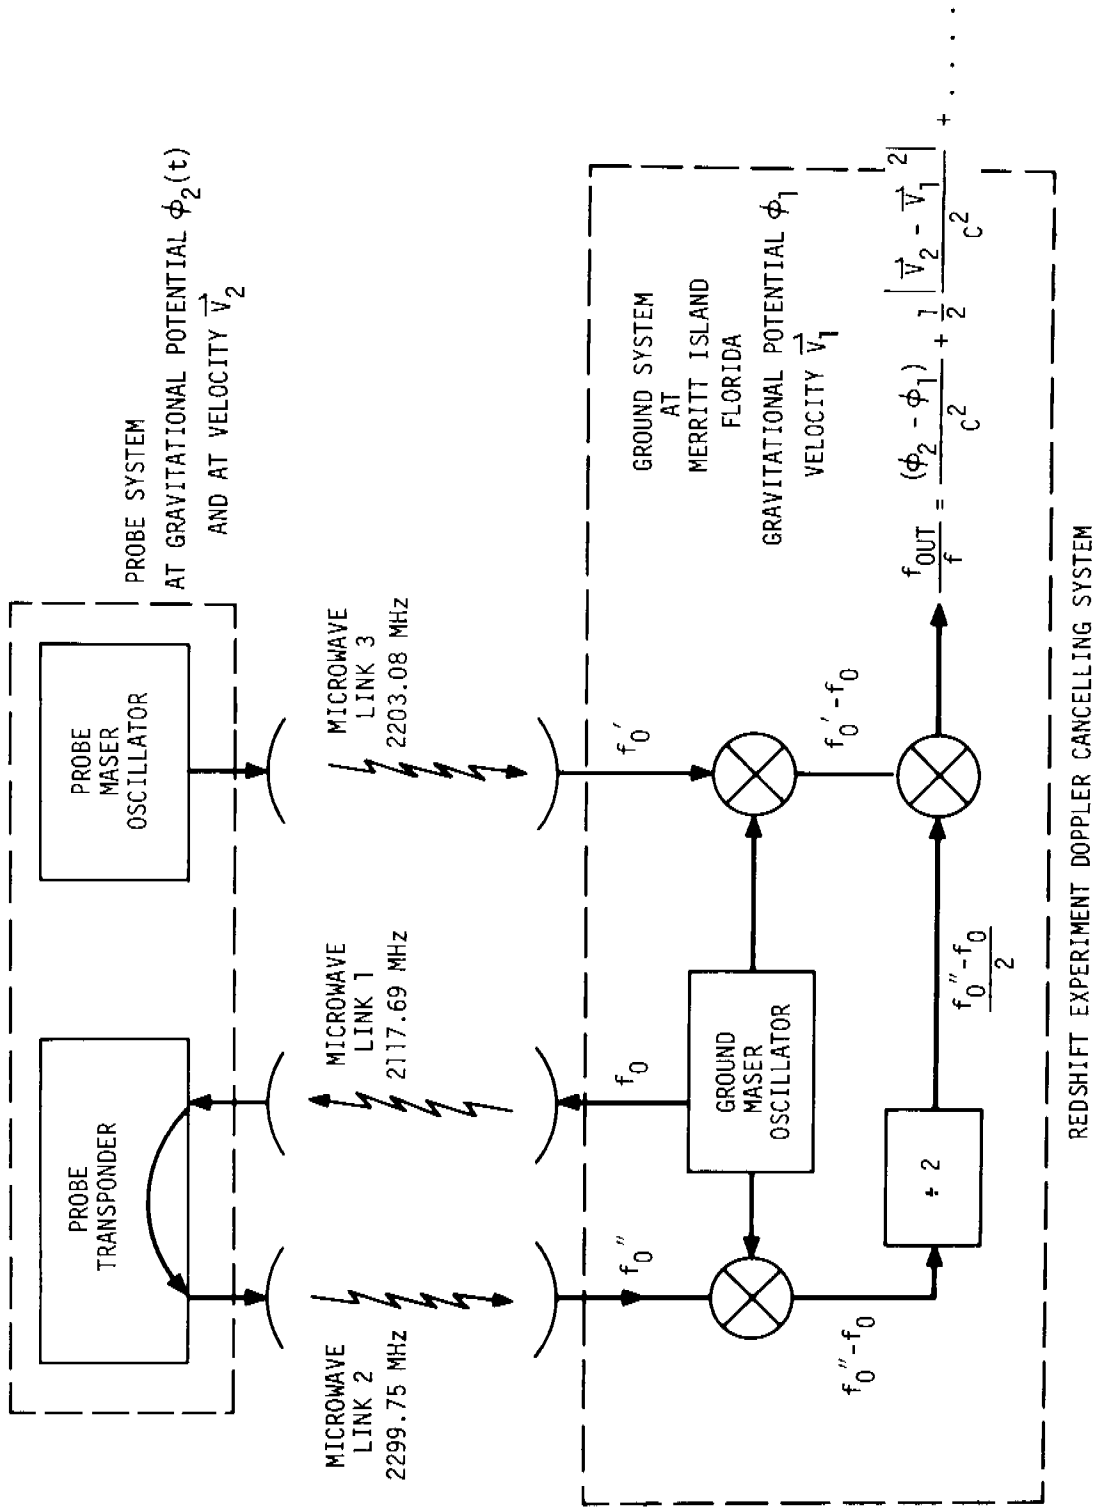 PROBE SYSTEM
AT GRAVITATIONAL POTENTIAL ϕ₂(t)
AND AT VELOCITY V⃗₂
PROBE
TRANSPONDER
PROBE
MASER
OSCILLATOR
MICROWAVE
LINK 2
2299.75 MHz
MICROWAVE
LINK 1
2117.69 MHz
MICROWAVE
LINK 3
2203.08 MHz
f₀″
f₀
f₀′
GROUND SYSTEM
AT
MERRITT ISLAND
FLORIDA
GRAVITATIONAL POTENTIAL ϕ₁
VELOCITY V⃗₁
GROUND
MASER
OSCILLATOR
f₀″-f₀
f₀′-f₀
÷ 2
(f₀″-f₀)/2
f_OUT/f = (ϕ₂ - ϕ₁)/C² + 1/2 |V⃗₂ - V⃗₁|²/C² + . . . .
REDSHIFT EXPERIMENT DOPPLER CANCELLING SYSTEM